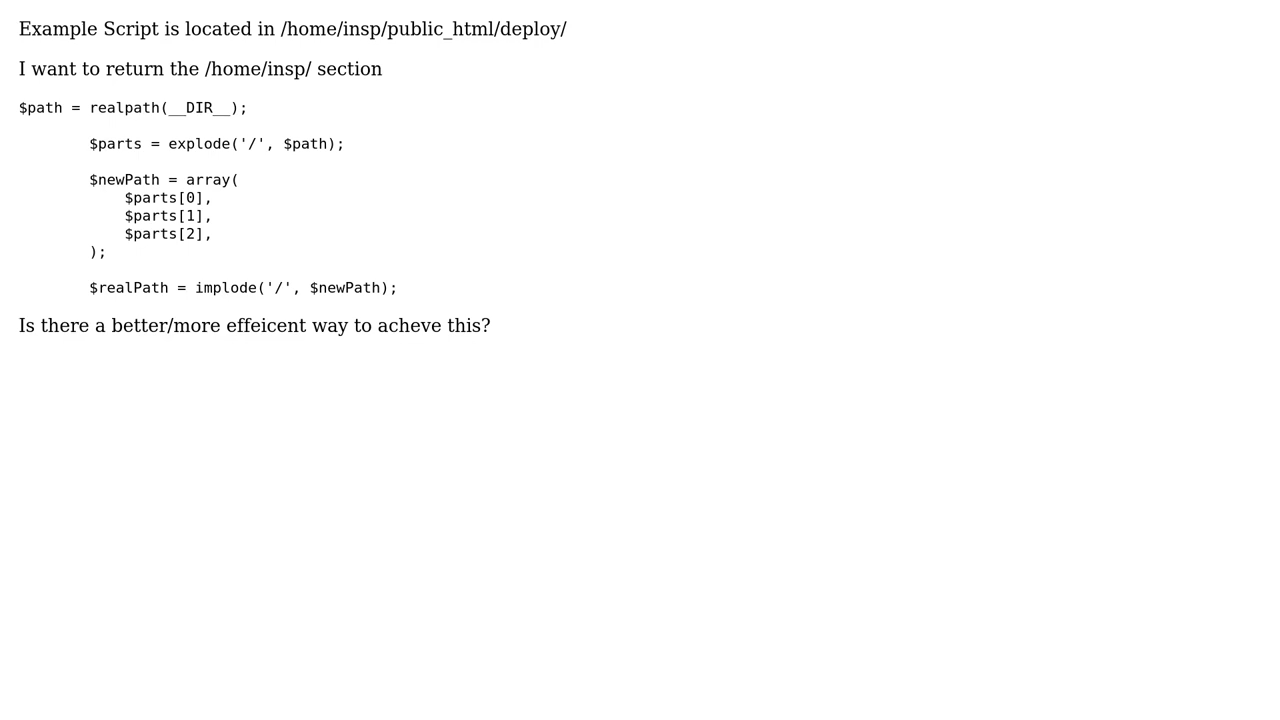 Example Script is located in /home/insp/public_html/deploy/
I want to return the /home/insp/ section
$path = realpath(__DIR__);
$parts = explode('/', $path);
$newPath = array(
$parts[0],
$parts[1],
$parts[2],
);
$realPath = implode('/', $newPath);
Is there a better/more effeicent way to acheve this?